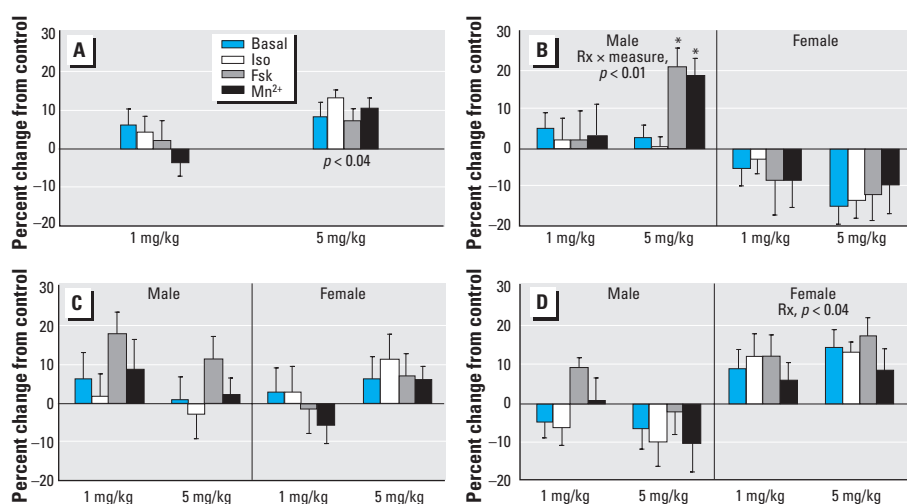 A
Percent change from control
30
20
10
0
–10
–20
Basal
Iso
Fsk
Mn2+
p < 0.04
1 mg/kg
5 mg/kg
B
Percent change from control
30
20
10
0
–10
–20
Male
Rx × measure,
p < 0.01
*
*
Female
1 mg/kg
5 mg/kg
1 mg/kg
5 mg/kg
C
Percent change from control
30
20
10
0
–10
–20
Male
Female
1 mg/kg
5 mg/kg
1 mg/kg
5 mg/kg
D
Percent change from control
30
20
10
0
–10
–20
Male
Female
Rx, p < 0.04
1 mg/kg
5 mg/kg
1 mg/kg
5 mg/kg